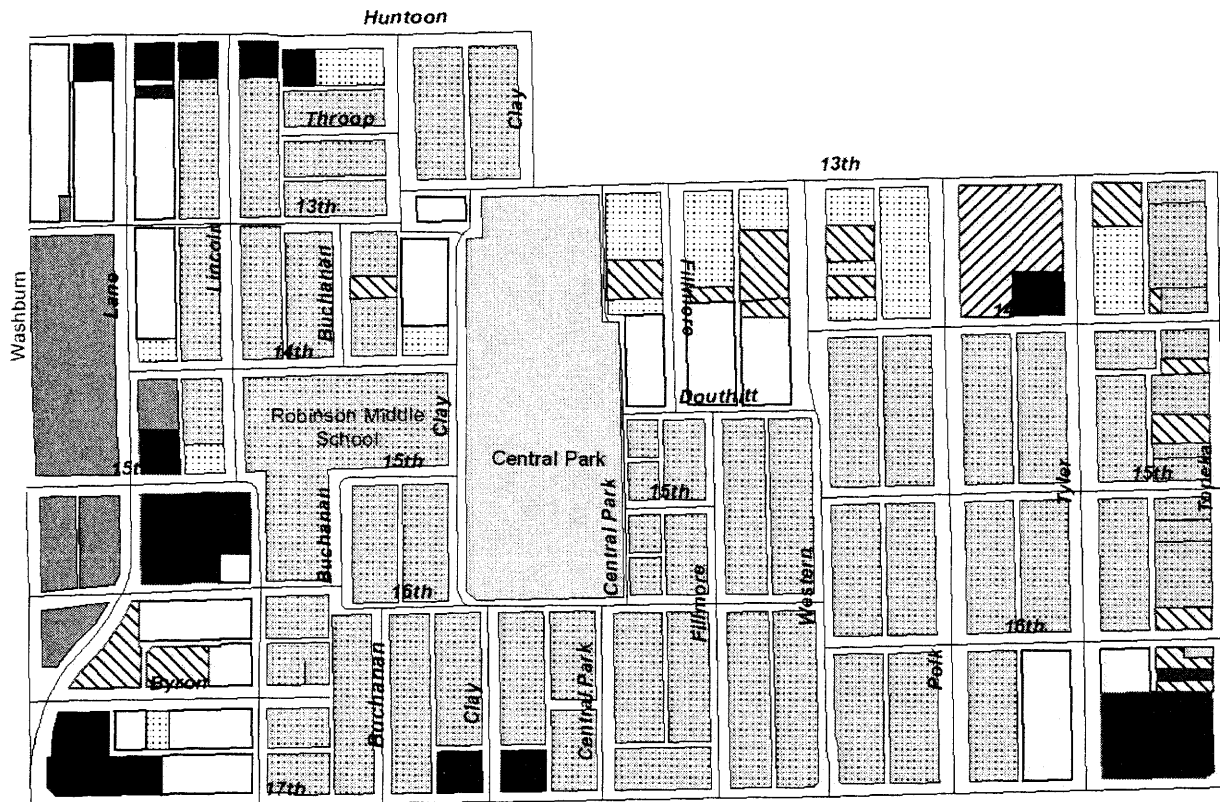 Huntoon
Clay
Throop
13th
13th
Lincoln
Buchanan
Fillmore
Washburn
Lane
14th
Douthitt
Clay
Robinson Middle
School
15th
Central Park
15th
15th
Tyler
15th
Topeka
Buchanan
16th
Central Park
Fillmore
Western
16th
Byron
Buchanan
Clay
Central Park
Polk
17th